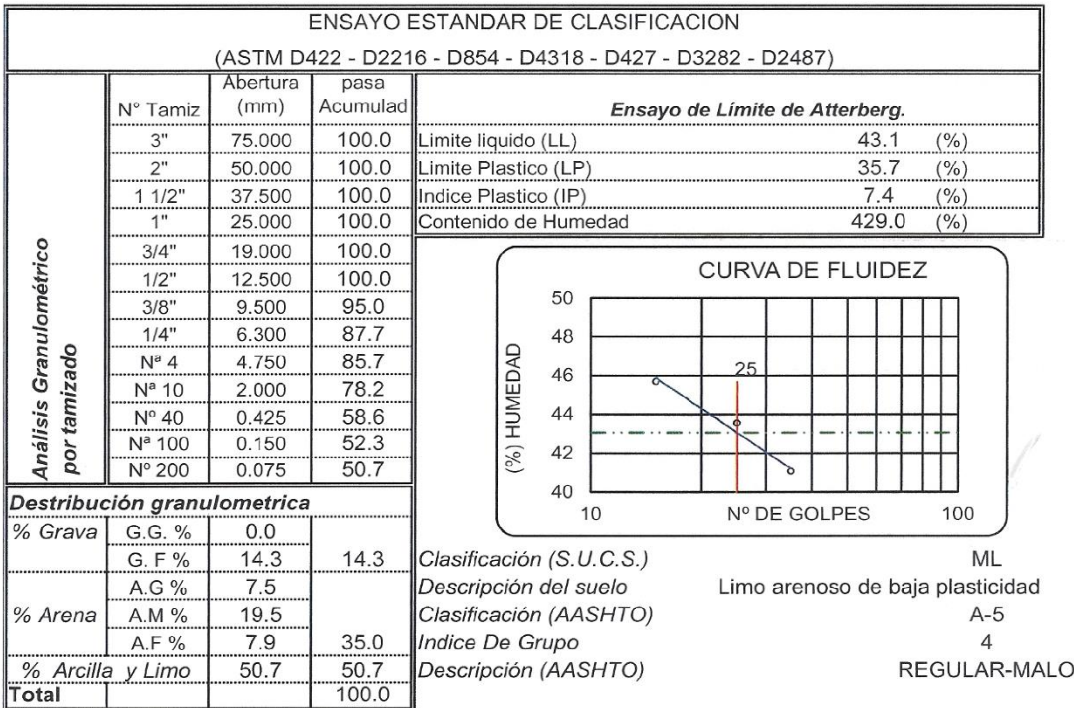 ENSAYO ESTANDAR DE CLASIFICACION
(ASTM D422 - D2216 - D854 - D4318 - D427 - D3282 - D2487)
Análisis Granulométrico
por tamizado
N° Tamiz Abertura (mm) pasa Acumulad
3" 75.000 100.0
2" 50.000 100.0
1 1/2" 37.500 100.0
1" 25.000 100.0
3/4" 19.000 100.0
1/2" 12.500 100.0
3/8" 9.500 95.0
1/4" 6.300 87.7
Nª 4 4.750 85.7
Nª 10 2.000 78.2
Nº 40 0.425 58.6
Nª 100 0.150 52.3
Nº 200 0.075 50.7
Ensayo de Límite de Atterberg.
Limite liquido (LL) 43.1 (%)
Limite Plastico (LP) 35.7 (%)
Indice Plastico (IP) 7.4 (%)
Contenido de Humedad 429.0 (%)
CURVA DE FLUIDEZ
(%) HUMEDAD
50
48
46
44
42
40
25
10 Nº DE GOLPES 100
Destribución granulometrica
% Grava G.G. % 0.0
G. F % 14.3 14.3
A.G % 7.5
% Arena A.M % 19.5
A.F % 7.9 35.0
% Arcilla y Limo 50.7 50.7
Total 100.0
Clasificación (S.U.C.S.) ML
Descripción del suelo Limo arenoso de baja plasticidad
Clasificación (AASHTO) A-5
Indice De Grupo 4
Descripción (AASHTO) REGULAR-MALO